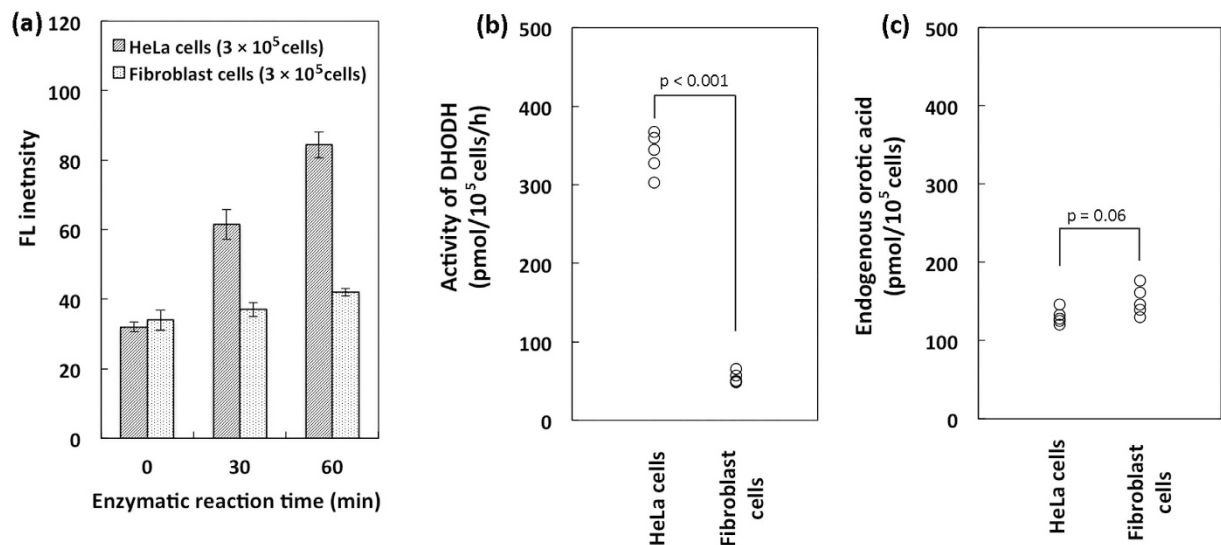 (a)
120
100
80
60
40
20
0
FL inetnsity
HeLa cells (3 × 10⁵cells)
Fibroblast cells (3 × 10⁵cells)
0 30 60
Enzymatic reaction time (min)
(b)
500
400
300
200
100
0
Activity of DHODH
(pmol/10⁵cells/h)
p < 0.001
HeLa cells
Fibroblast
cells
(c)
500
400
300
200
100
0
Endogenous orotic acid
(pmol/10⁵cells)
p = 0.06
HeLa cells
Fibroblast
cells